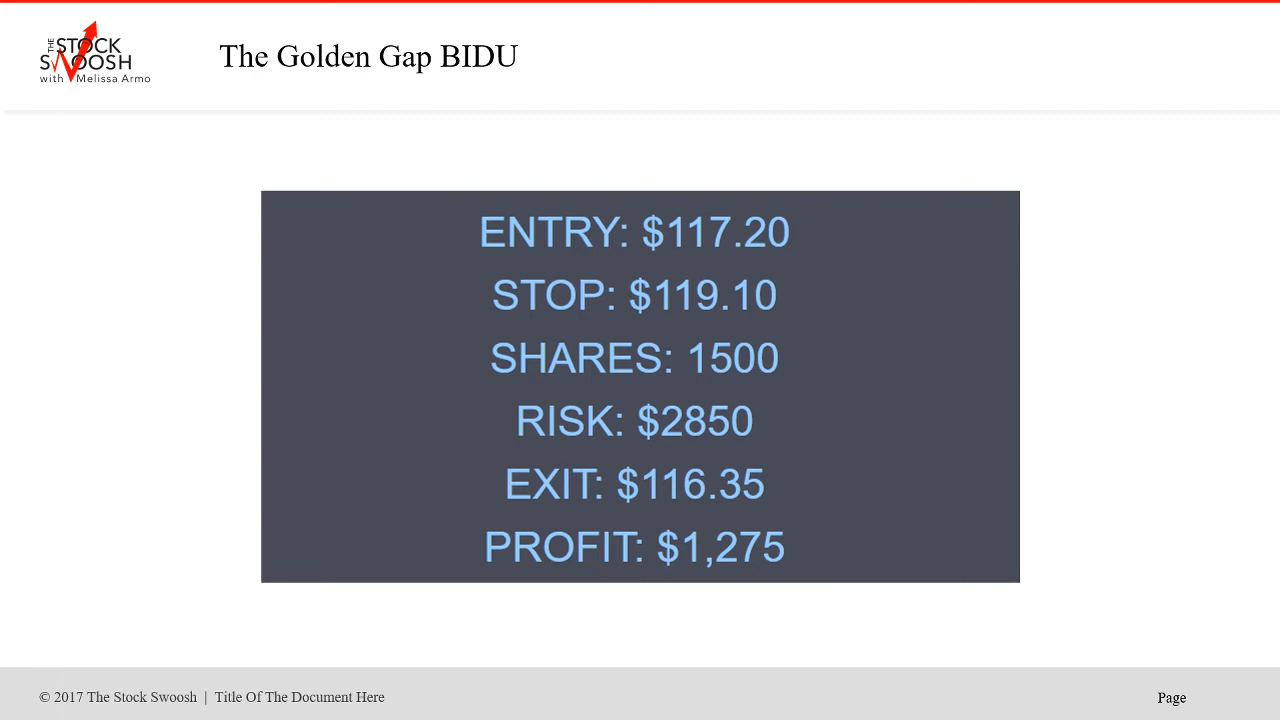 THE STOCK
SWOOSH
with Melissa Armo
The Golden Gap BIDU
ENTRY: $117.20
STOP: $119.10
SHARES: 1500
RISK: $2850
EXIT: $116.35
PROFIT: $1,275
© 2017 The Stock Swoosh | Title Of The Document Here
Page